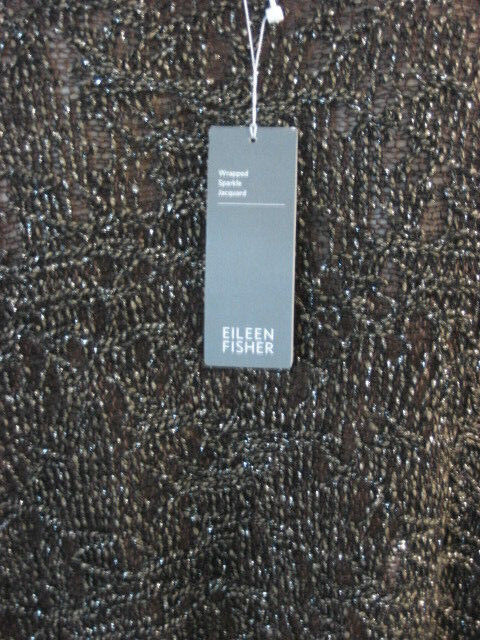 Wrapped
Sparkle
Jacquard
EILEEN
FISHER